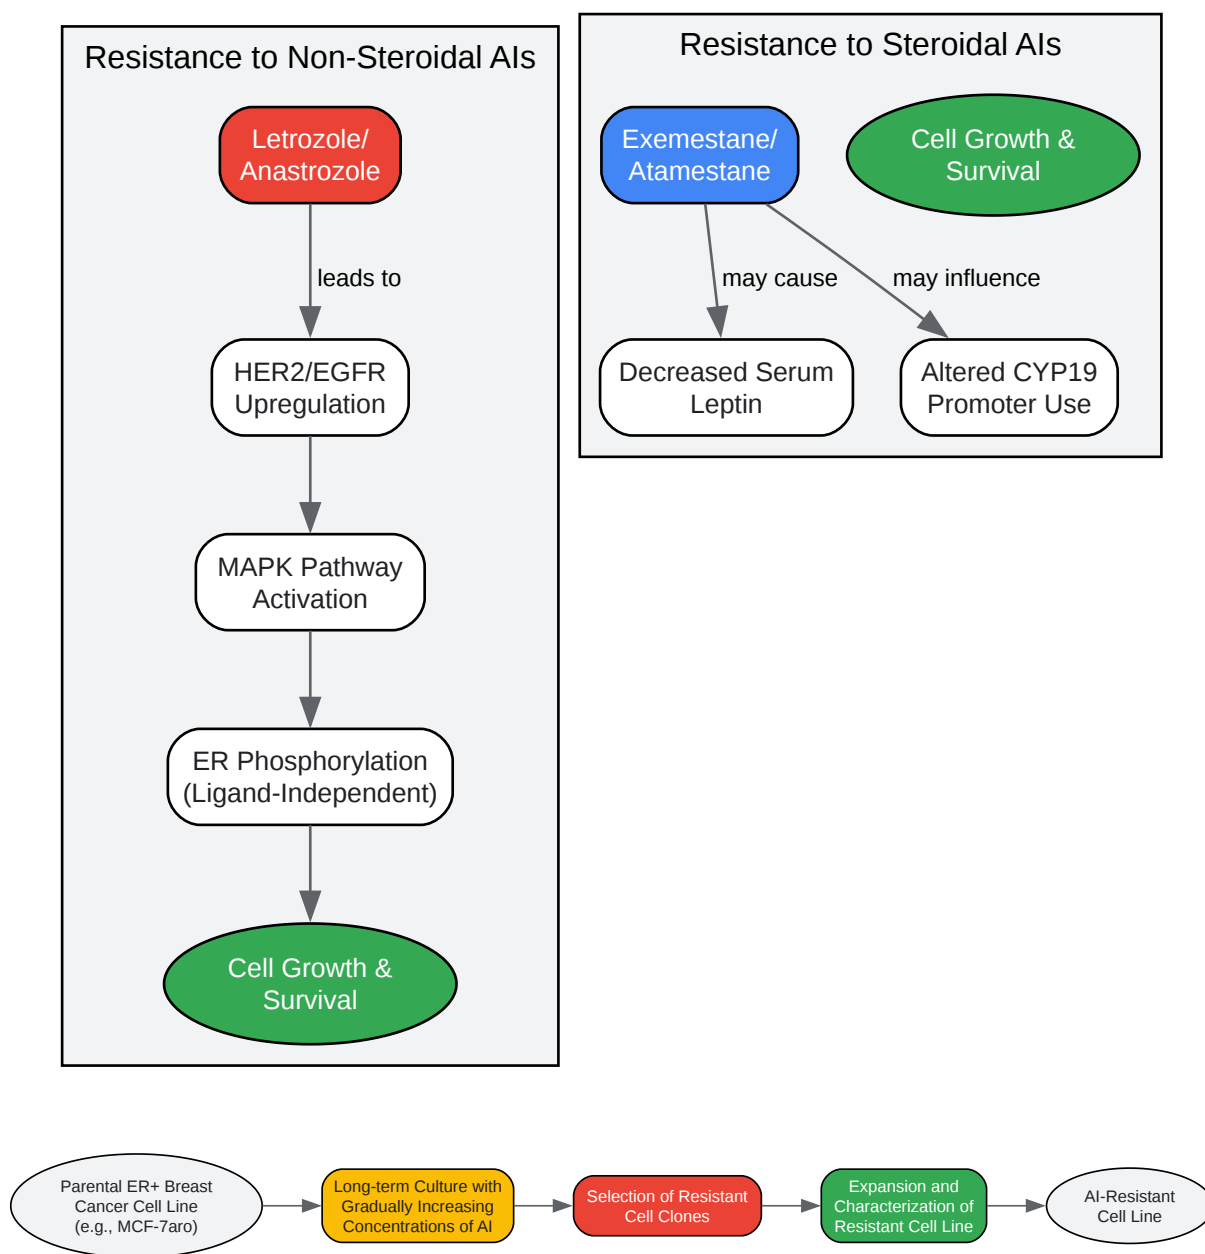 Resistance to Non-Steroidal AIs
Letrozole/
Anastrozole
leads to
HER2/EGFR
Upregulation
MAPK Pathway
Activation
ER Phosphorylation
(Ligand-Independent)
Cell Growth &
Survival
Resistance to Steroidal AIs
Exemestane/
Atamestane
Cell Growth &
Survival
may cause
may influence
Decreased Serum
Leptin
Altered CYP19
Promoter Use
Parental ER+ Breast
Cancer Cell Line
(e.g., MCF-7aro)
Long-term Culture with
Gradually Increasing
Concentrations of AI
Selection of Resistant
Cell Clones
Expansion and
Characterization of
Resistant Cell Line
AI-Resistant
Cell Line